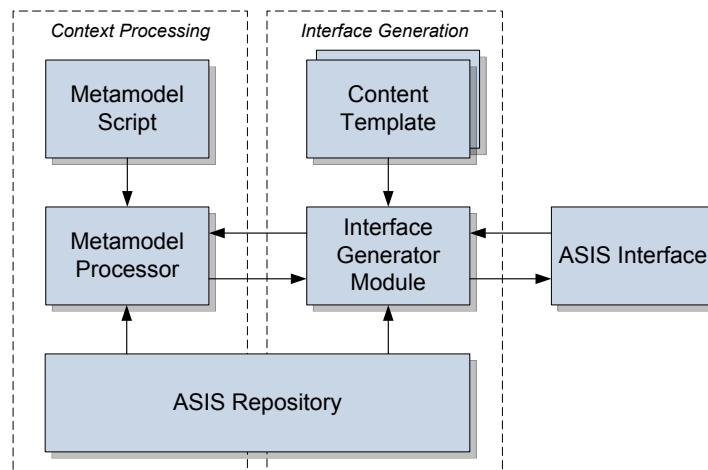 Context Processing
Interface Generation
Metamodel
Script
Content
Template
Metamodel
Processor
Interface
Generator
Module
ASIS Interface
ASIS Repository